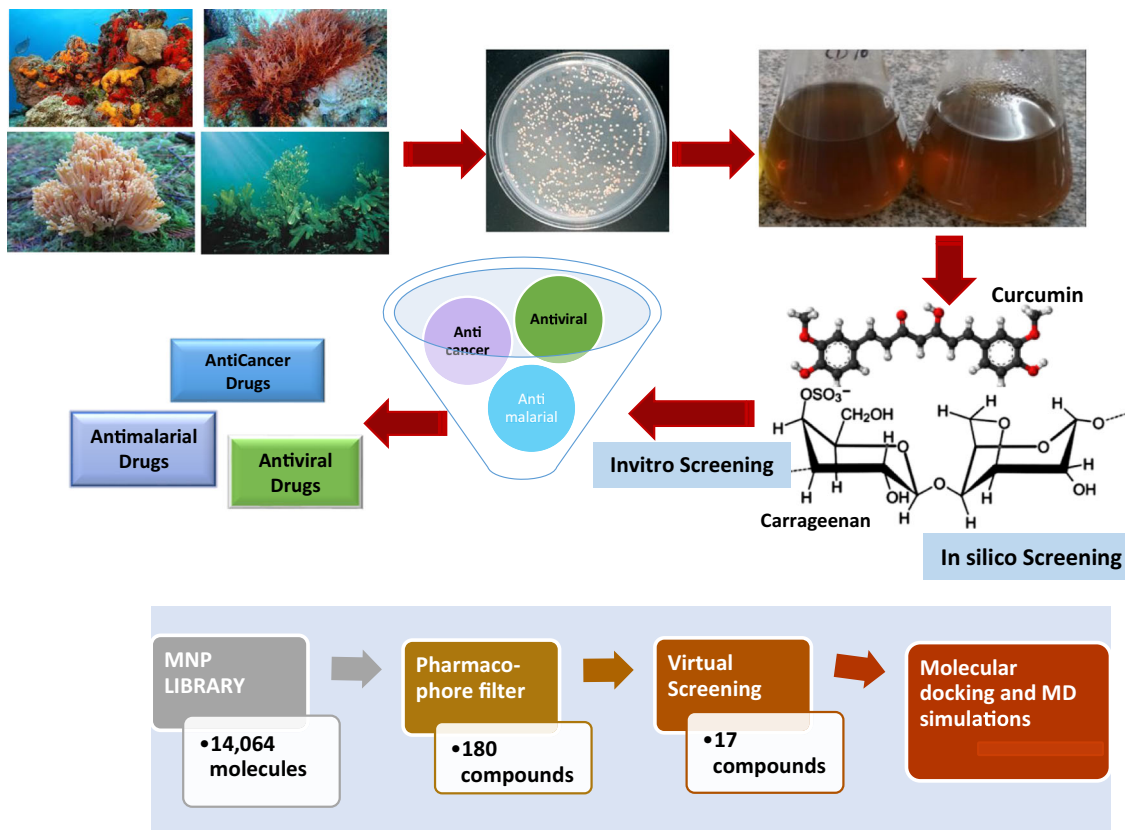 CD10
Curcumin
OSO₃⁻
CH₂OH
H
H
O
O
H
O
H
O
H
H
H
OH
O
H
H
H
OH
Carrageenan
Anti
cancer
Antiviral
Anti
malarial
Invitro Screening
In silico Screening
AntiCancer
Drugs
Antimalarial
Drugs
Antiviral
Drugs
MNP
LIBRARY
•14,064
molecules
Pharmaco-
phore filter
•180
compounds
Virtual
Screening
•17
compounds
Molecular
docking and MD
simulations